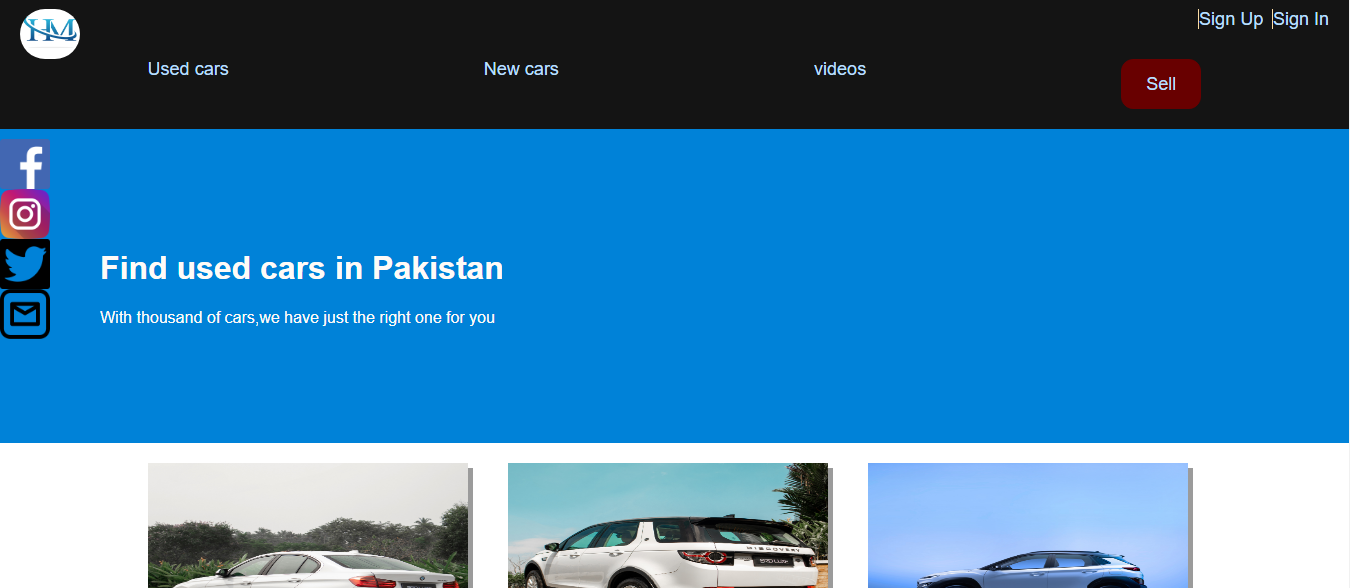 HM
Sign Up Sign In
Used cars New cars videos Sell
Find used cars in Pakistan
With thousand of cars,we have just the right one for you
DISCOVERY